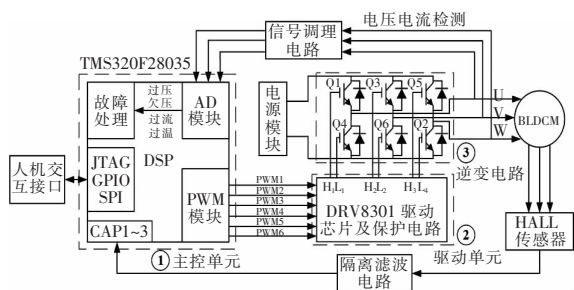 电压电流检测
信号调理
电路
TMS320F28035
故障
处理
过压
欠压
过流
过温
AD
模块
电源模块
Q1
Q3
Q5
Q4
Q6
Q2
U
V
W
BLDCM
③
逆变电路
人机交
互接口
JTAG
GPIO
SPI
DSP
PWM
模块
CAP1~3
PWM1
PWM2
PWM3
PWM4
PWM5
PWM6
H₁L₁
H₂L₂
H₃L₄
DRV8301 驱动
芯片及保护电路
②
驱动单元
HALL
传感器
①主控单元
隔离滤波
电路